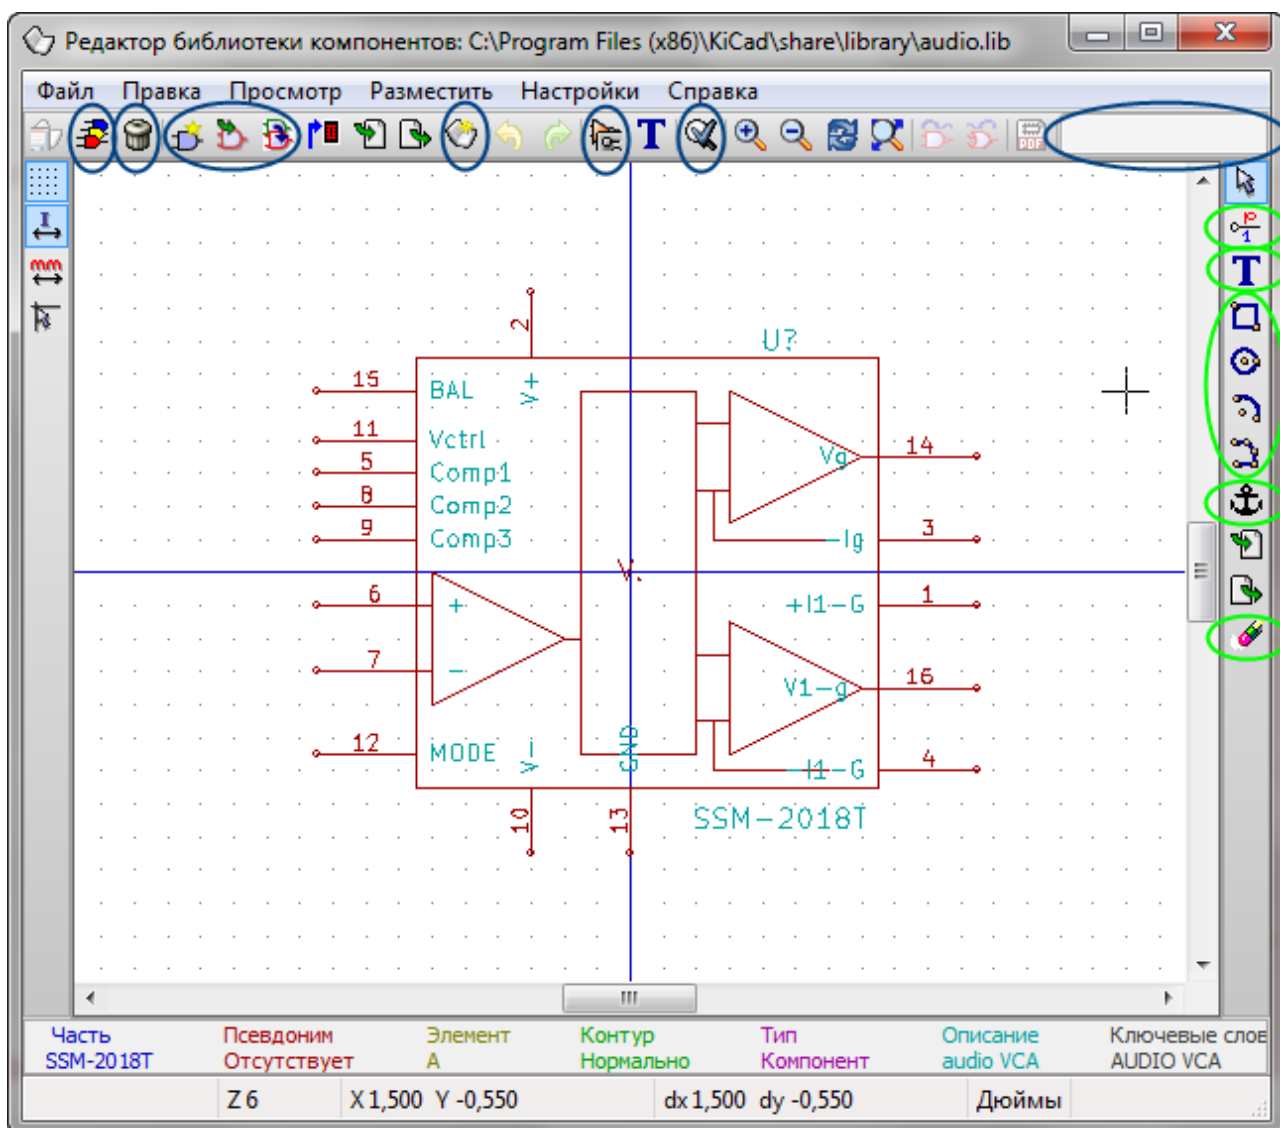 Редактор библиотеки компонентов: C:\Program Files (x86)\KiCad\share\library\audio.lib
Файл Правка Просмотр Разместить Настройки Справка
T
PDF
I
mm
1
T
2
U?
15 BAL V+
11 Vctrl
5 Comp1
8 Comp2
9 Comp3
Vg 14
-Ig 3
6 +
+I1-G 1
7 -
V1-g 16
12 MODE V- GND
-I1-G 4
10 13
SSM-2018T
Часть Псевдоним Элемент Контур Тип Описание Ключевые слов
SSM-2018T Отсутствует A Нормально Компонент audio VCA AUDIO VCA
Z 6 X 1,500 Y -0,550 dx 1,500 dy -0,550 Дюймы